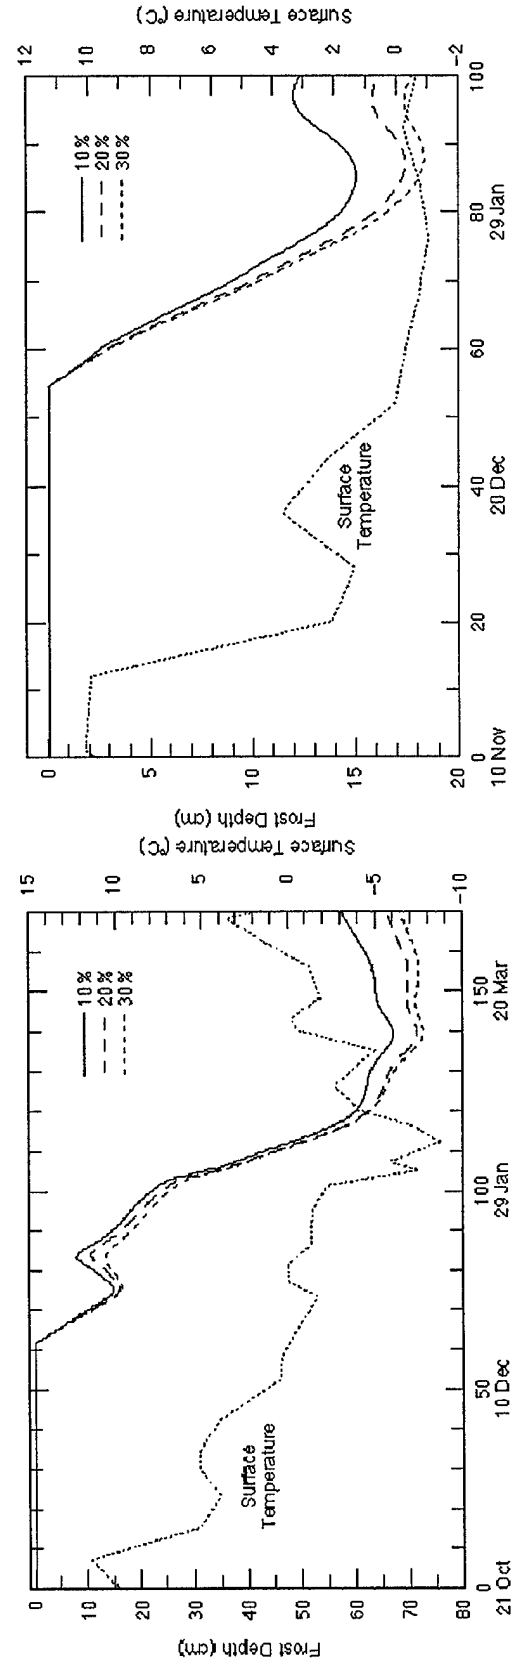 Surface Temperature (°C)
15
10
5
0
-5
-10
0
10
20
30
40
50
60
70
80
Frost Depth (cm)
10%
20%
30%
Surface
Temperature
0
50
100
150
21 Oct
10 Dec
29 Jan
20 Mar
Surface Temperature (°C)
12
10
8
6
4
2
0
-2
0
5
10
15
20
Frost Depth (cm)
10%
20%
30%
Surface
Temperature
0
20
40
60
80
100
10 Nov
20 Dec
29 Jan